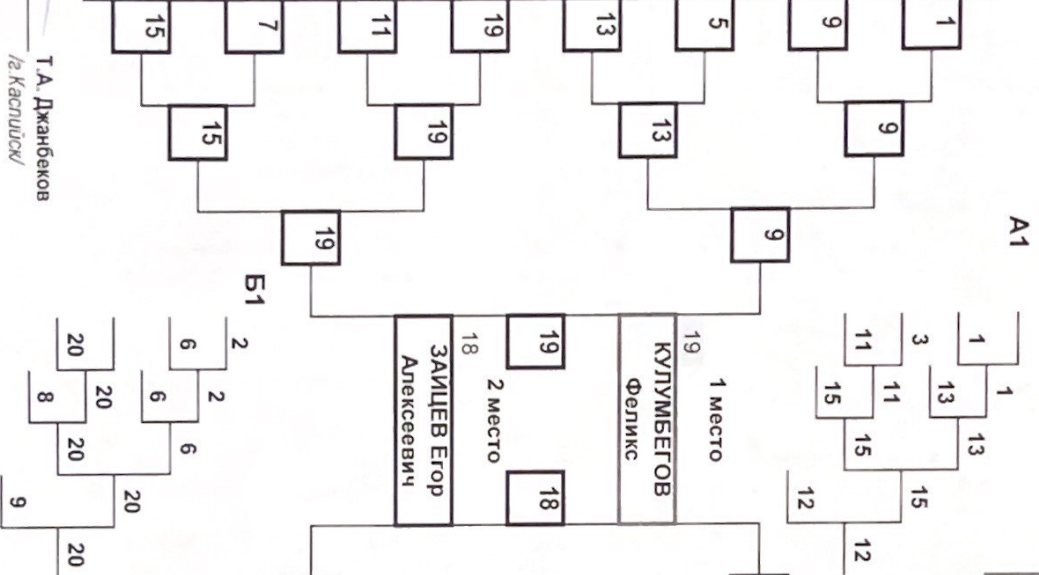 А1
1
1 13
1 13
3 15
9 11
11 15 12
9 15
12
9
5 1 место
19
13 КУЛУМБЕГОВ
Феликс
13
19 18
19 2 место
18
19 ЗАЙЦЕВ Егор
Алексеевич
11
19
7
Б1
2
15 2
6 6
15 6
20
20
20 20 20
Т.А. Джанбеков 8
/г.Каспийск/ 9